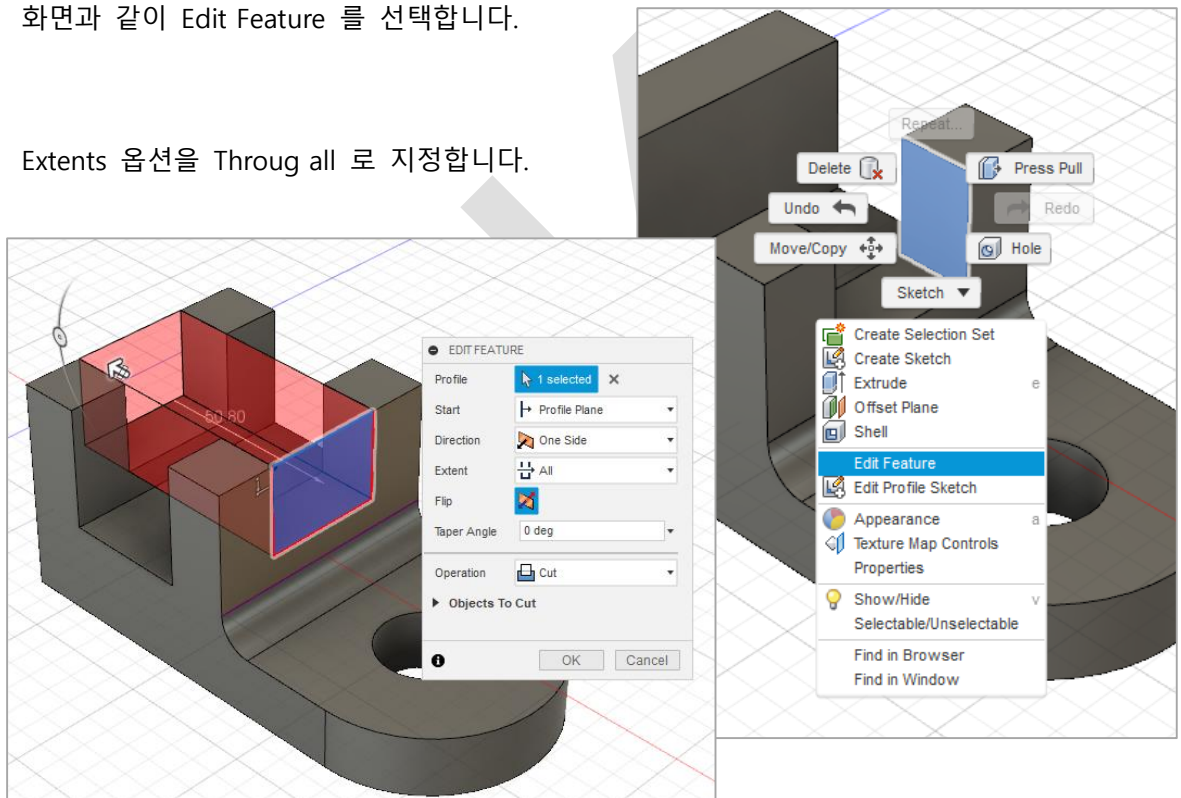 화면과 같이 Edit Feature 를 선택합니다.
Extents 옵션을 Throug all 로 지정합니다.
Repeat...
Delete
Press Pull
Undo
Redo
Move/Copy
Hole
Sketch
Create Selection Set
Create Sketch
Extrude e
Offset Plane
Shell
Edit Feature
Edit Profile Sketch
Appearance a
Texture Map Controls
Properties
Show/Hide v
Selectable/Unselectable
Find in Browser
Find in Window
60.80
EDIT FEATURE
Profile 1 selected
Start Profile Plane
Direction One Side
Extent All
Flip
Taper Angle 0 deg
Operation Cut
Objects To Cut
OK Cancel